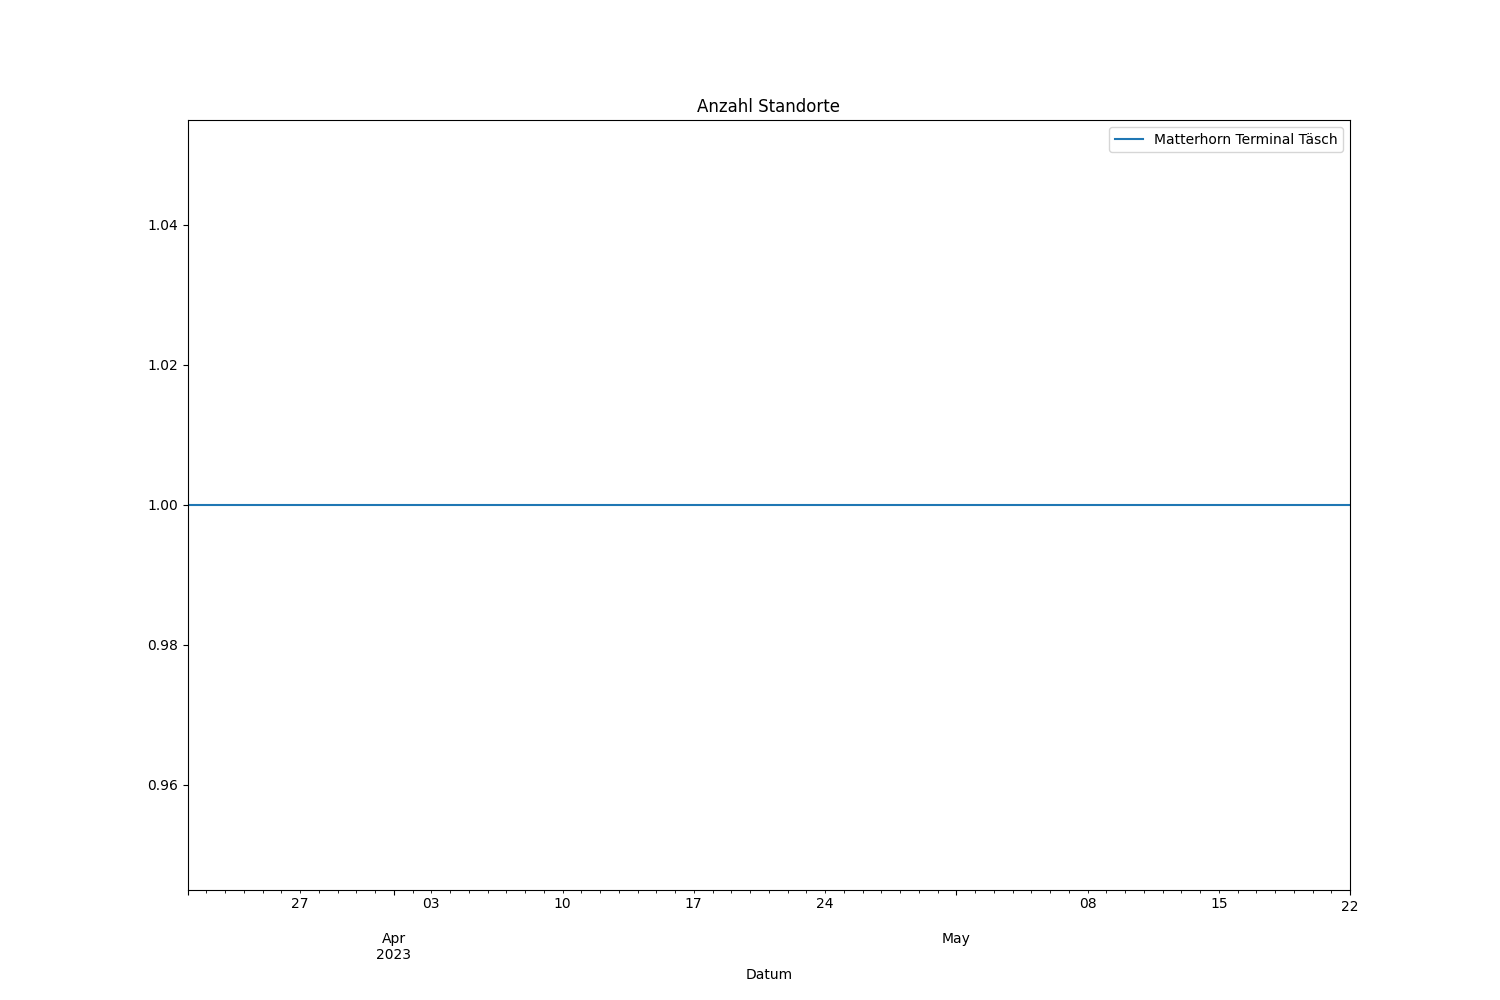 Anzahl Standorte
Matterhorn Terminal Täsch
1.04
1.02
1.00
0.98
0.96
27 03 10 17 24 08 15 22
Apr May
2023
Datum